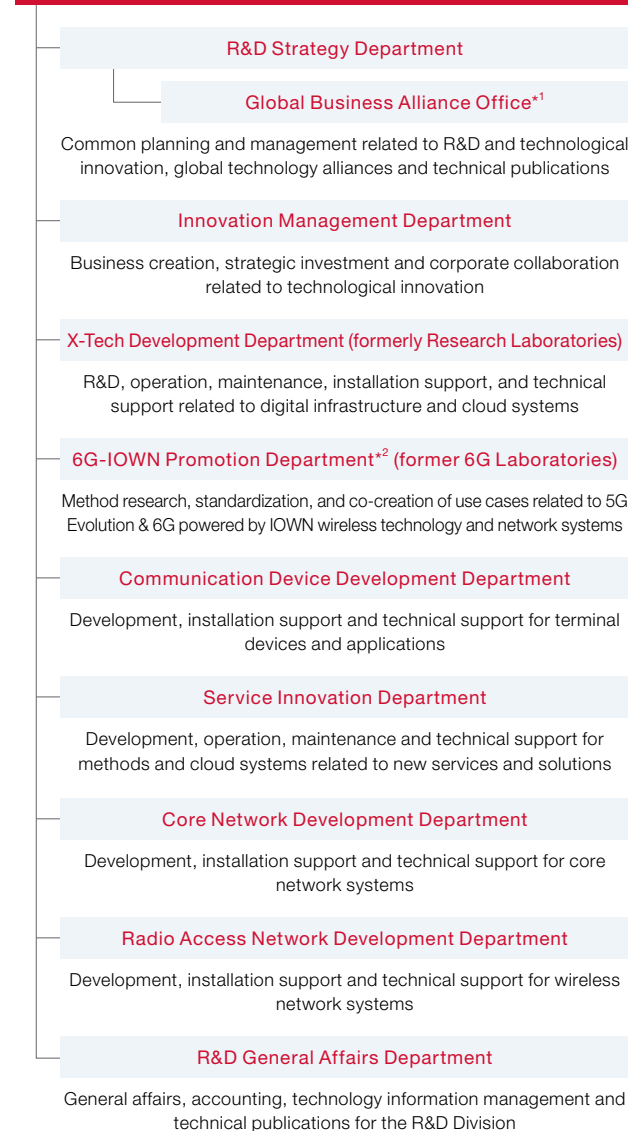 R&D Strategy Department
Global Business Alliance Office*1
Common planning and management related to R&D and technological
innovation, global technology alliances and technical publications
Innovation Management Department
Business creation, strategic investment and corporate collaboration
related to technological innovation
X-Tech Development Department (formerly Research Laboratories)
R&D, operation, maintenance, installation support, and technical
support related to digital infrastructure and cloud systems
6G-IOWN Promotion Department*2 (former 6G Laboratories)
Method research, standardization, and co-creation of use cases related to 5G
Evolution & 6G powered by IOWN wireless technology and network systems
Communication Device Development Department
Development, installation support and technical support for terminal
devices and applications
Service Innovation Department
Development, operation, maintenance and technical support for
methods and cloud systems related to new services and solutions
Core Network Development Department
Development, installation support and technical support for core
network systems
Radio Access Network Development Department
Development, installation support and technical support for wireless
network systems
R&D General Affairs Department
General affairs, accounting, technology information management and
technical publications for the R&D Division